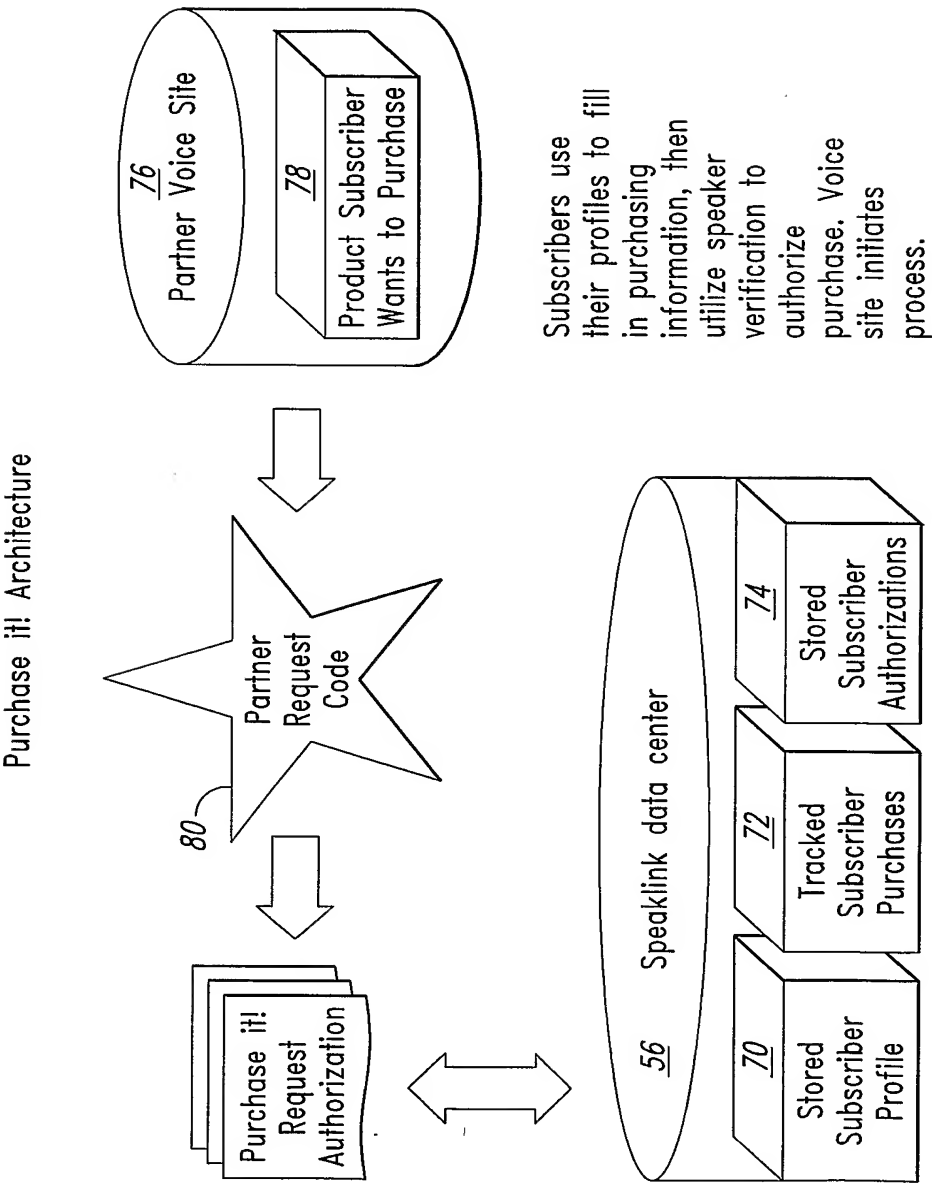 Purchase it! Architecture
Purchase it!
Request
Authorization
80
Partner
Request
Code
76
Partner Voice Site
78
Product Subscriber
Wants to Purchase
56 Speaklink data center
70
Stored
Subscriber
Profile
72
Tracked
Subscriber
Purchases
74
Stored
Subscriber
Authorizations
Subscribers use
their profiles to fill
in purchasing
information, then
utilize speaker
verification to
authorize
purchase. Voice
site initiates
process.